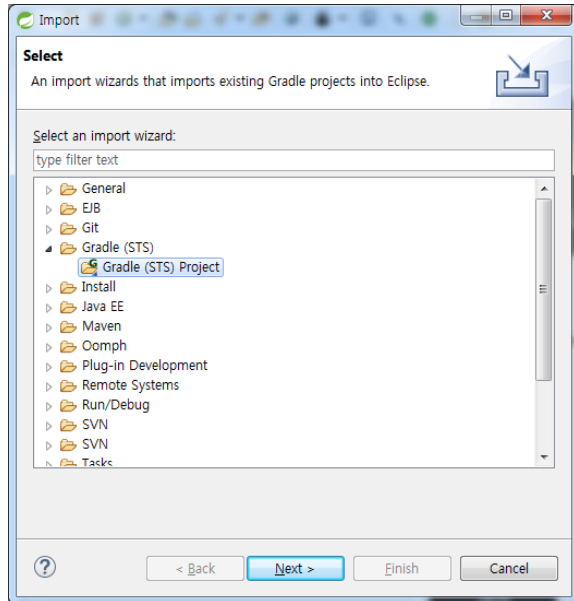 Import
Select
An import wizards that imports existing Gradle projects into Eclipse.
Select an import wizard:
type filter text
General
EJB
Git
Gradle (STS)
Gradle (STS) Project
Install
Java EE
Maven
Oomph
Plug-in Development
Remote Systems
Run/Debug
SVN
SVN
Tasks
< Back
Next >
Finish
Cancel